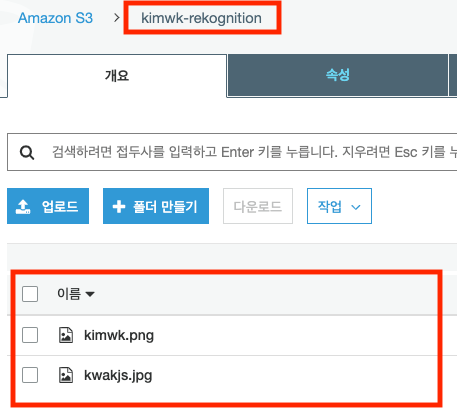 Amazon S3 > kimwk-rekognition
개요 속성
검색하려면 접두사를 입력하고 Enter 키를 누릅니다. 지우려면 Esc 키를 누
업로드 + 폴더 만들기 다운로드 작업
이름
kimwk.png
kwakjs.jpg